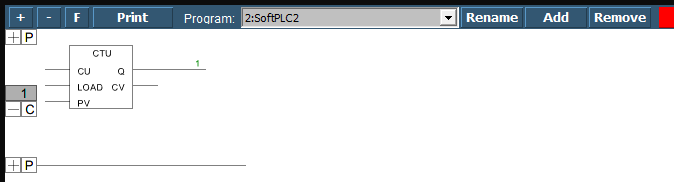 + - F Print Program: 2:SoftPLC2 Rename Add Remove
+ P
CTU
CU Q 1
LOAD CV
1
PV
- C
+ P